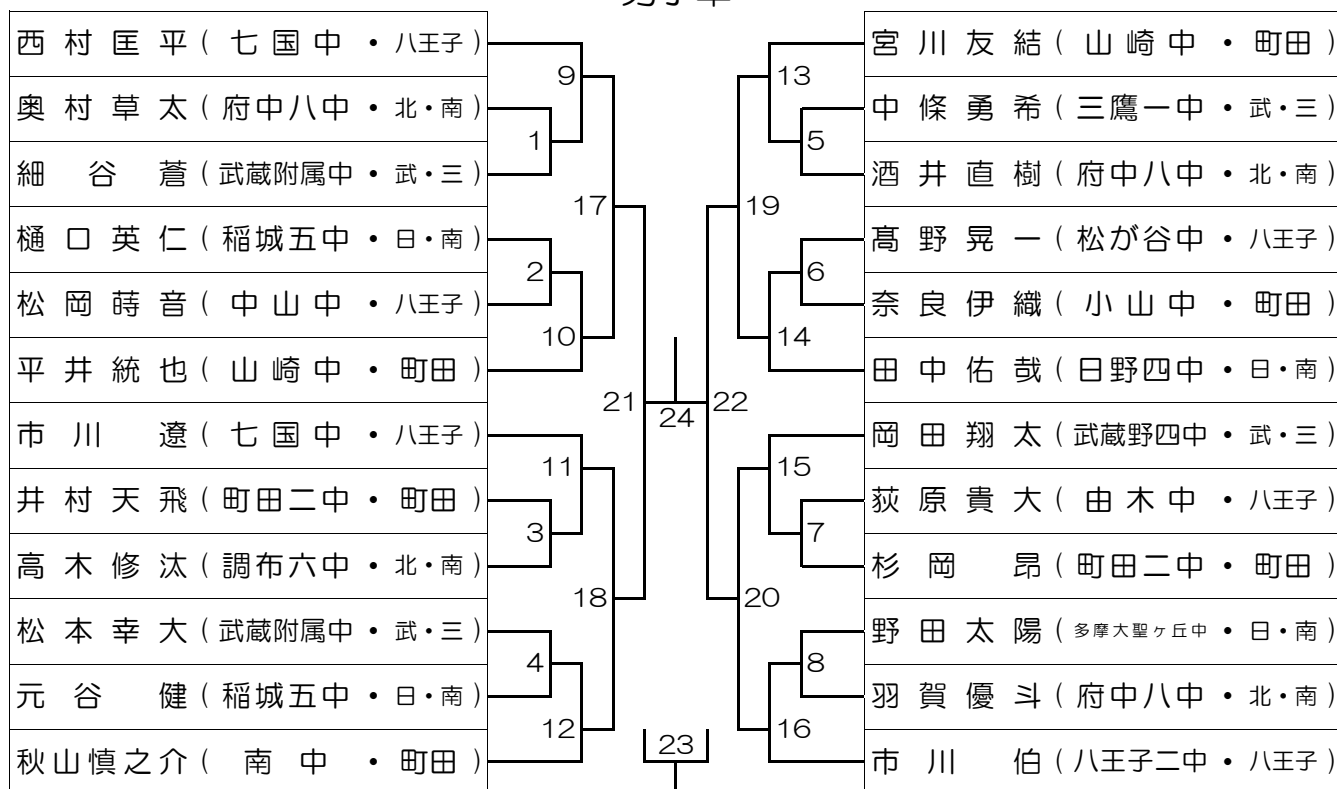 西村匡平(七国中・八王子)
奥村草太(府中八中・北・南)
細谷蒼(武蔵附属中・武・三)
樋口英仁(稲城五中・日・南)
松岡蒔音(中山中・八王子)
平井統也(山崎中・町田)
市川遼(七国中・八王子)
井村天飛(町田二中・町田)
高木修汰(調布六中・北・南)
松本幸大(武蔵附属中・武・三)
元谷健(稲城五中・日・南)
秋山慎之介(南中・町田)
9
1
17
2
10
21
11
3
18
4
12
24
23
13
5
19
6
14
22
15
7
20
8
16
宮川友結(山崎中・町田)
中條勇希(三鷹一中・武・三)
酒井直樹(府中八中・北・南)
髙野晃一(松が谷中・八王子)
奈良伊織(小山中・町田)
田中佑哉(日野四中・日・南)
岡田翔太(武蔵野四中・武・三)
荻原貴大(由木中・八王子)
杉岡昂(町田二中・町田)
野田太陽(多摩大聖ヶ丘中・日・南)
羽賀優斗(府中八中・北・南)
市川伯(八王子二中・八王子)